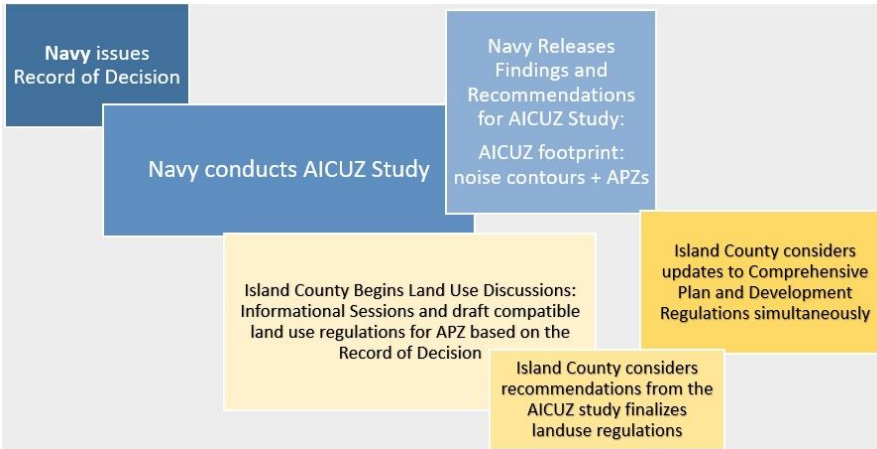 Navy issues
Record of Decision
Navy conducts AICUZ Study
Navy Releases
Findings and
Recommendations
for AICUZ Study:
AICUZ footprint:
noise contours + APZs
Island County Begins Land Use Discussions:
Informational Sessions and draft compatible
land use regulations for APZ based on the
Record of Decision
Island County considers
recommendations from the
AICUZ study finalizes
landuse regulations
Island County considers
updates to Comprehensive
Plan and Development
Regulations simultaneously